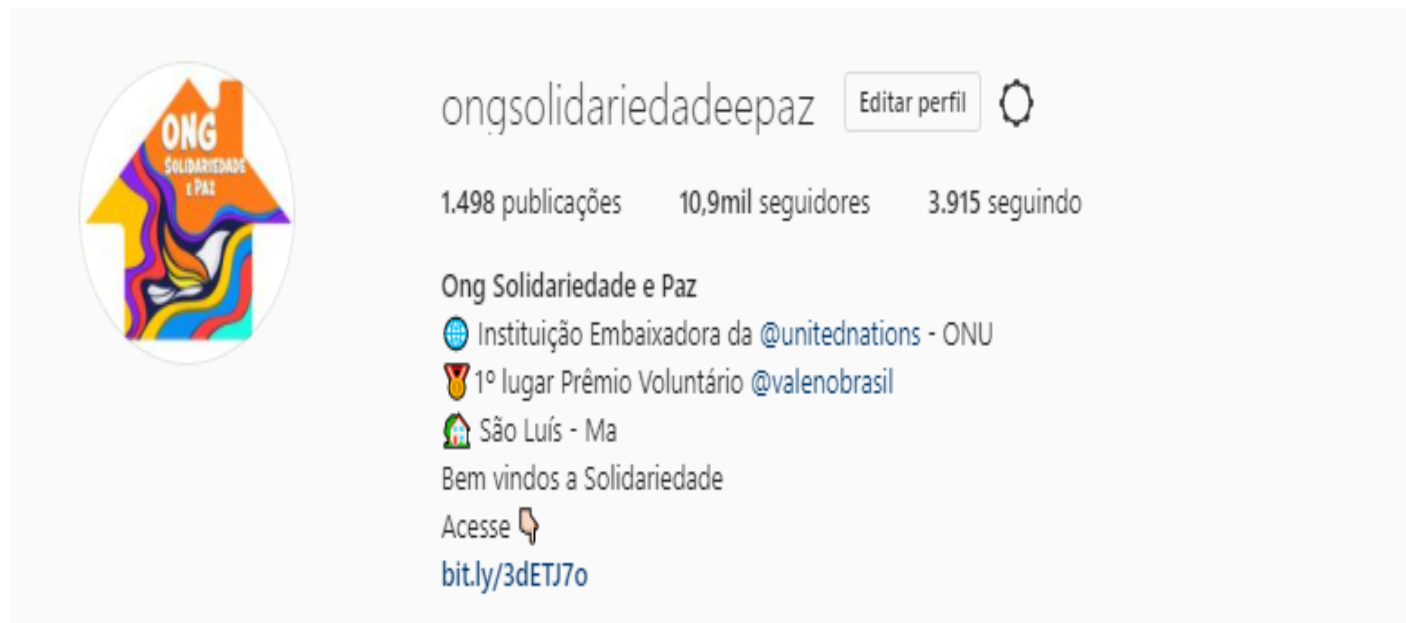 ONG
SOLIDARIEDADE
E PAZ
ongsolidariedadeepaz Editar perfil
1.498 publicações 10,9mil seguidores 3.915 seguindo
Ong Solidariedade e Paz
🌐 Instituição Embaixadora da @unitednations - ONU
🏅1º lugar Prêmio Voluntário @valenobrasil
🏡 São Luís - Ma
Bem vindos a Solidariedade
Acesse 👇🏻
bit.ly/3dETJ7o